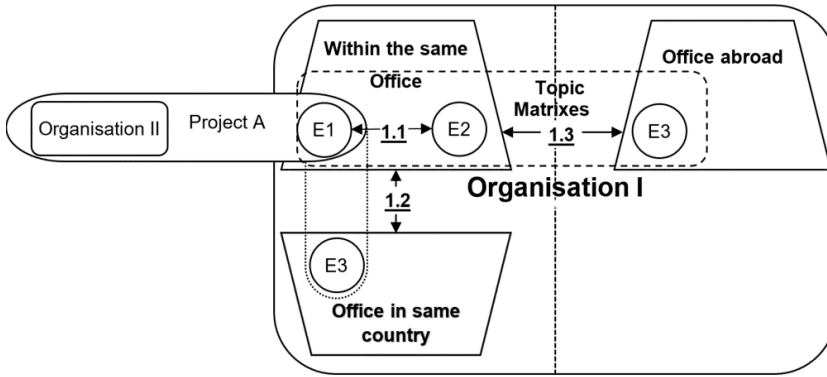 Within the same
Office
Office abroad
Topic
Matrixes
Organisation II
Project A
E1
1.1
E2
1.3
E3
Organisation I
1.2
E3
Office in same
country